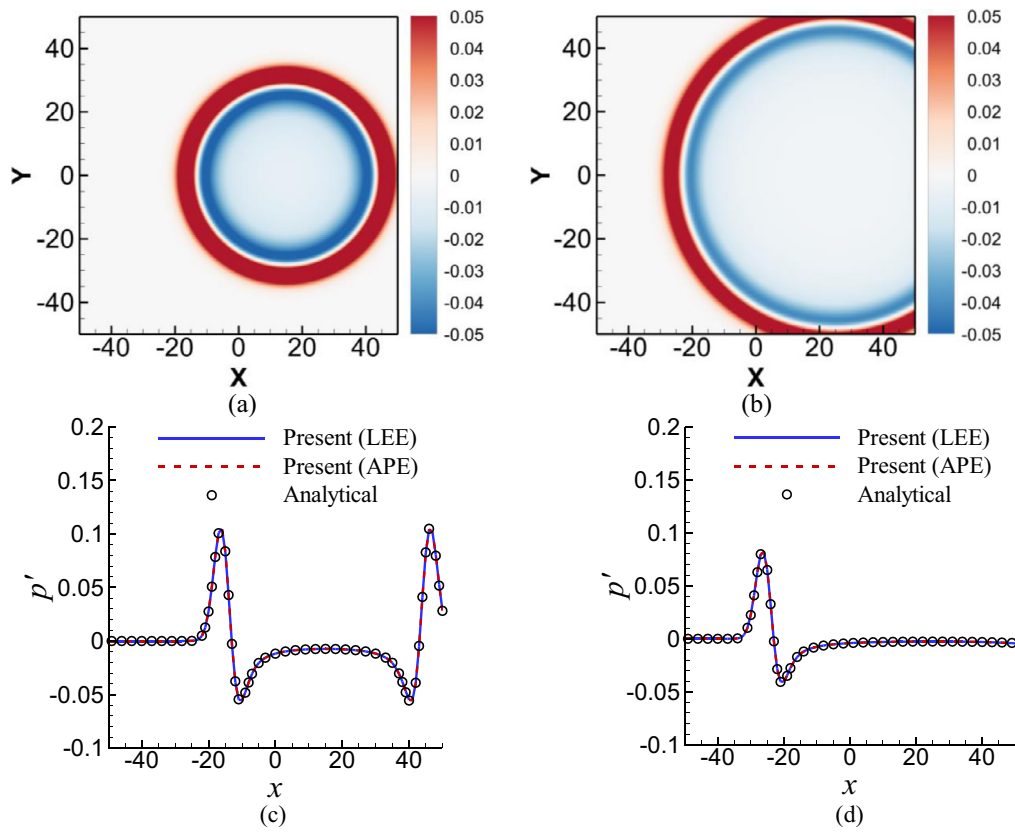 40
20
0
-20
-40
Y
-40 -20 0 20 40
X
0.05
0.04
0.03
0.02
0.01
0
-0.01
-0.02
-0.03
-0.04
-0.05
(a)
40
20
0
-20
-40
Y
-40 -20 0 20 40
X
0.05
0.04
0.03
0.02
0.01
0
-0.01
-0.02
-0.03
-0.04
-0.05
(b)
0.2
0.15
0.1
0.05
0
-0.05
-0.1
p′
Present (LEE)
Present (APE)
Analytical
-40 -20 0 20 40
x
(c)
0.2
0.15
0.1
0.05
0
-0.05
-0.1
p′
Present (LEE)
Present (APE)
Analytical
-40 -20 0 20 40
x
(d)